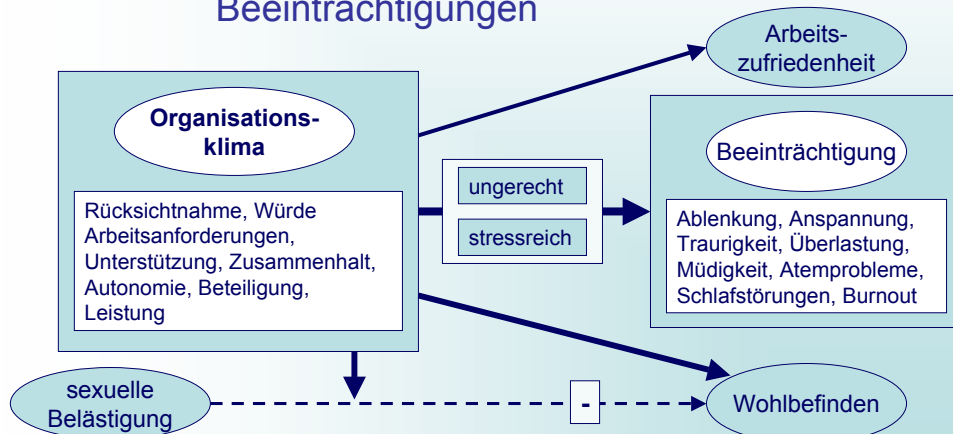 Beeinträchtigungen
Arbeits-
zufriedenheit
Organisations-
klima
Rücksichtnahme, Würde
Arbeitsanforderungen,
Unterstützung, Zusammenhalt,
Autonomie, Beteiligung,
Leistung
ungerecht
stressreich
Beeinträchtigung
Ablenkung, Anspannung,
Traurigkeit, Überlastung,
Müdigkeit, Atemprobleme,
Schlafstörungen, Burnout
sexuelle
Belästigung
-
Wohlbefinden